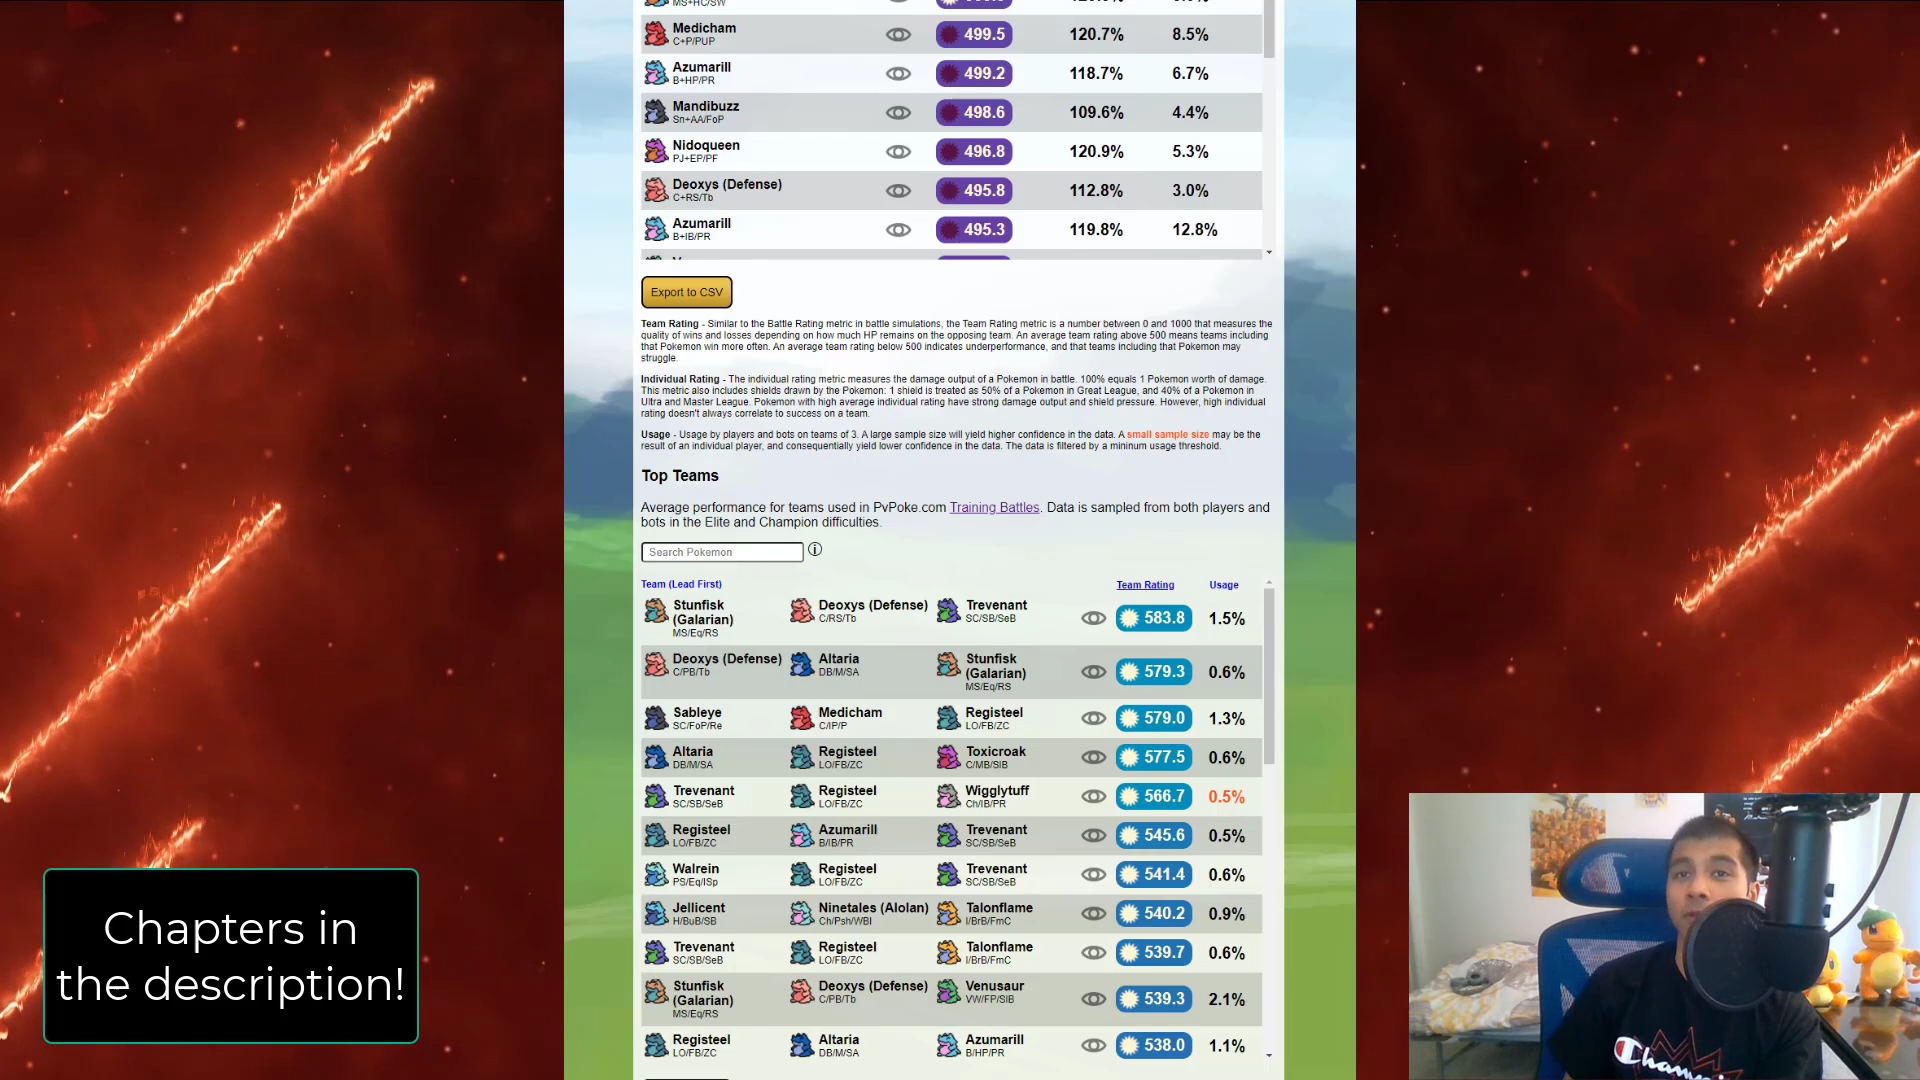 MS+HC/SW
Medicham
C+P/PUP
499.5 120.7% 8.5%
Azumarill
B+HP/PR
499.2 118.7% 6.7%
Mandibuzz
Sn+AA/FoP
498.6 109.6% 4.4%
Nidoqueen
PJ+EP/PF
496.8 120.9% 5.3%
Deoxys (Defense)
C+RS/Tb
495.8 112.8% 3.0%
Azumarill
B+IB/PR
495.3 119.8% 12.8%
Export to CSV
Team Rating - Similar to the Battle Rating metric in battle simulations, the Team Rating metric is a number between 0 and 1000 that measures the
quality of wins and losses depending on how much HP remains on the opposing team. An average team rating above 500 means teams including
that Pokemon win more often. An average team rating below 500 indicates underperformance, and that teams including that Pokemon may
struggle.
Individual Rating - The individual rating metric measures the damage output of a Pokemon in battle. 100% equals 1 Pokemon worth of damage.
This metric also includes shields drawn by the Pokemon: 1 shield is treated as 50% of a Pokemon in Great League, and 40% of a Pokemon in
Ultra and Master League. Pokemon with high average individual rating have strong damage output and shield pressure. However, high individual
rating doesn't always correlate to success on a team.
Usage - Usage by players and bots on teams of 3. A large sample size will yield higher confidence in the data. A small sample size may be the
result of an individual player, and consequentially yield lower confidence in the data. The data is filtered by a mininum usage threshold.
Top Teams
Average performance for teams used in PvPoke.com Training Battles. Data is sampled from both players and
bots in the Elite and Champion difficulties.
Search Pokemon
Team (Lead First) Team Rating Usage
Stunfisk Deoxys (Defense) Trevenant
(Galarian) C/RS/Tb SC/SB/SeB
MS/Eq/RS
583.8 1.5%
Deoxys (Defense) Altaria Stunfisk
C/PB/Tb DB/M/SA (Galarian)
MS/Eq/RS
579.3 0.6%
Sableye Medicham Registeel
SC/FoP/Re C/IP/P LO/FB/ZC
579.0 1.3%
Altaria Registeel Toxicroak
DB/M/SA LO/FB/ZC C/MB/SlB
577.5 0.6%
Trevenant Registeel Wigglytuff
SC/SB/SeB LO/FB/ZC Ch/IB/PR
566.7 0.5%
Registeel Azumarill Trevenant
LO/FB/ZC B/IB/PR SC/SB/SeB
545.6 0.5%
Walrein Registeel Trevenant
PS/Eq/ISp LO/FB/ZC SC/SB/SeB
541.4 0.6%
Jellicent Ninetales (Alolan) Talonflame
H/BuB/SB Ch/Psh/WBl I/BrB/FmC
540.2 0.9%
Trevenant Registeel Talonflame
SC/SB/SeB LO/FB/ZC I/BrB/FmC
539.7 0.6%
Stunfisk Deoxys (Defense) Venusaur
(Galarian) C/PB/Tb VW/FP/SlB
MS/Eq/RS
539.3 2.1%
Registeel Altaria Azumarill
LO/FB/ZC DB/M/SA B/HP/PR
538.0 1.1%
Chapters in
the description!